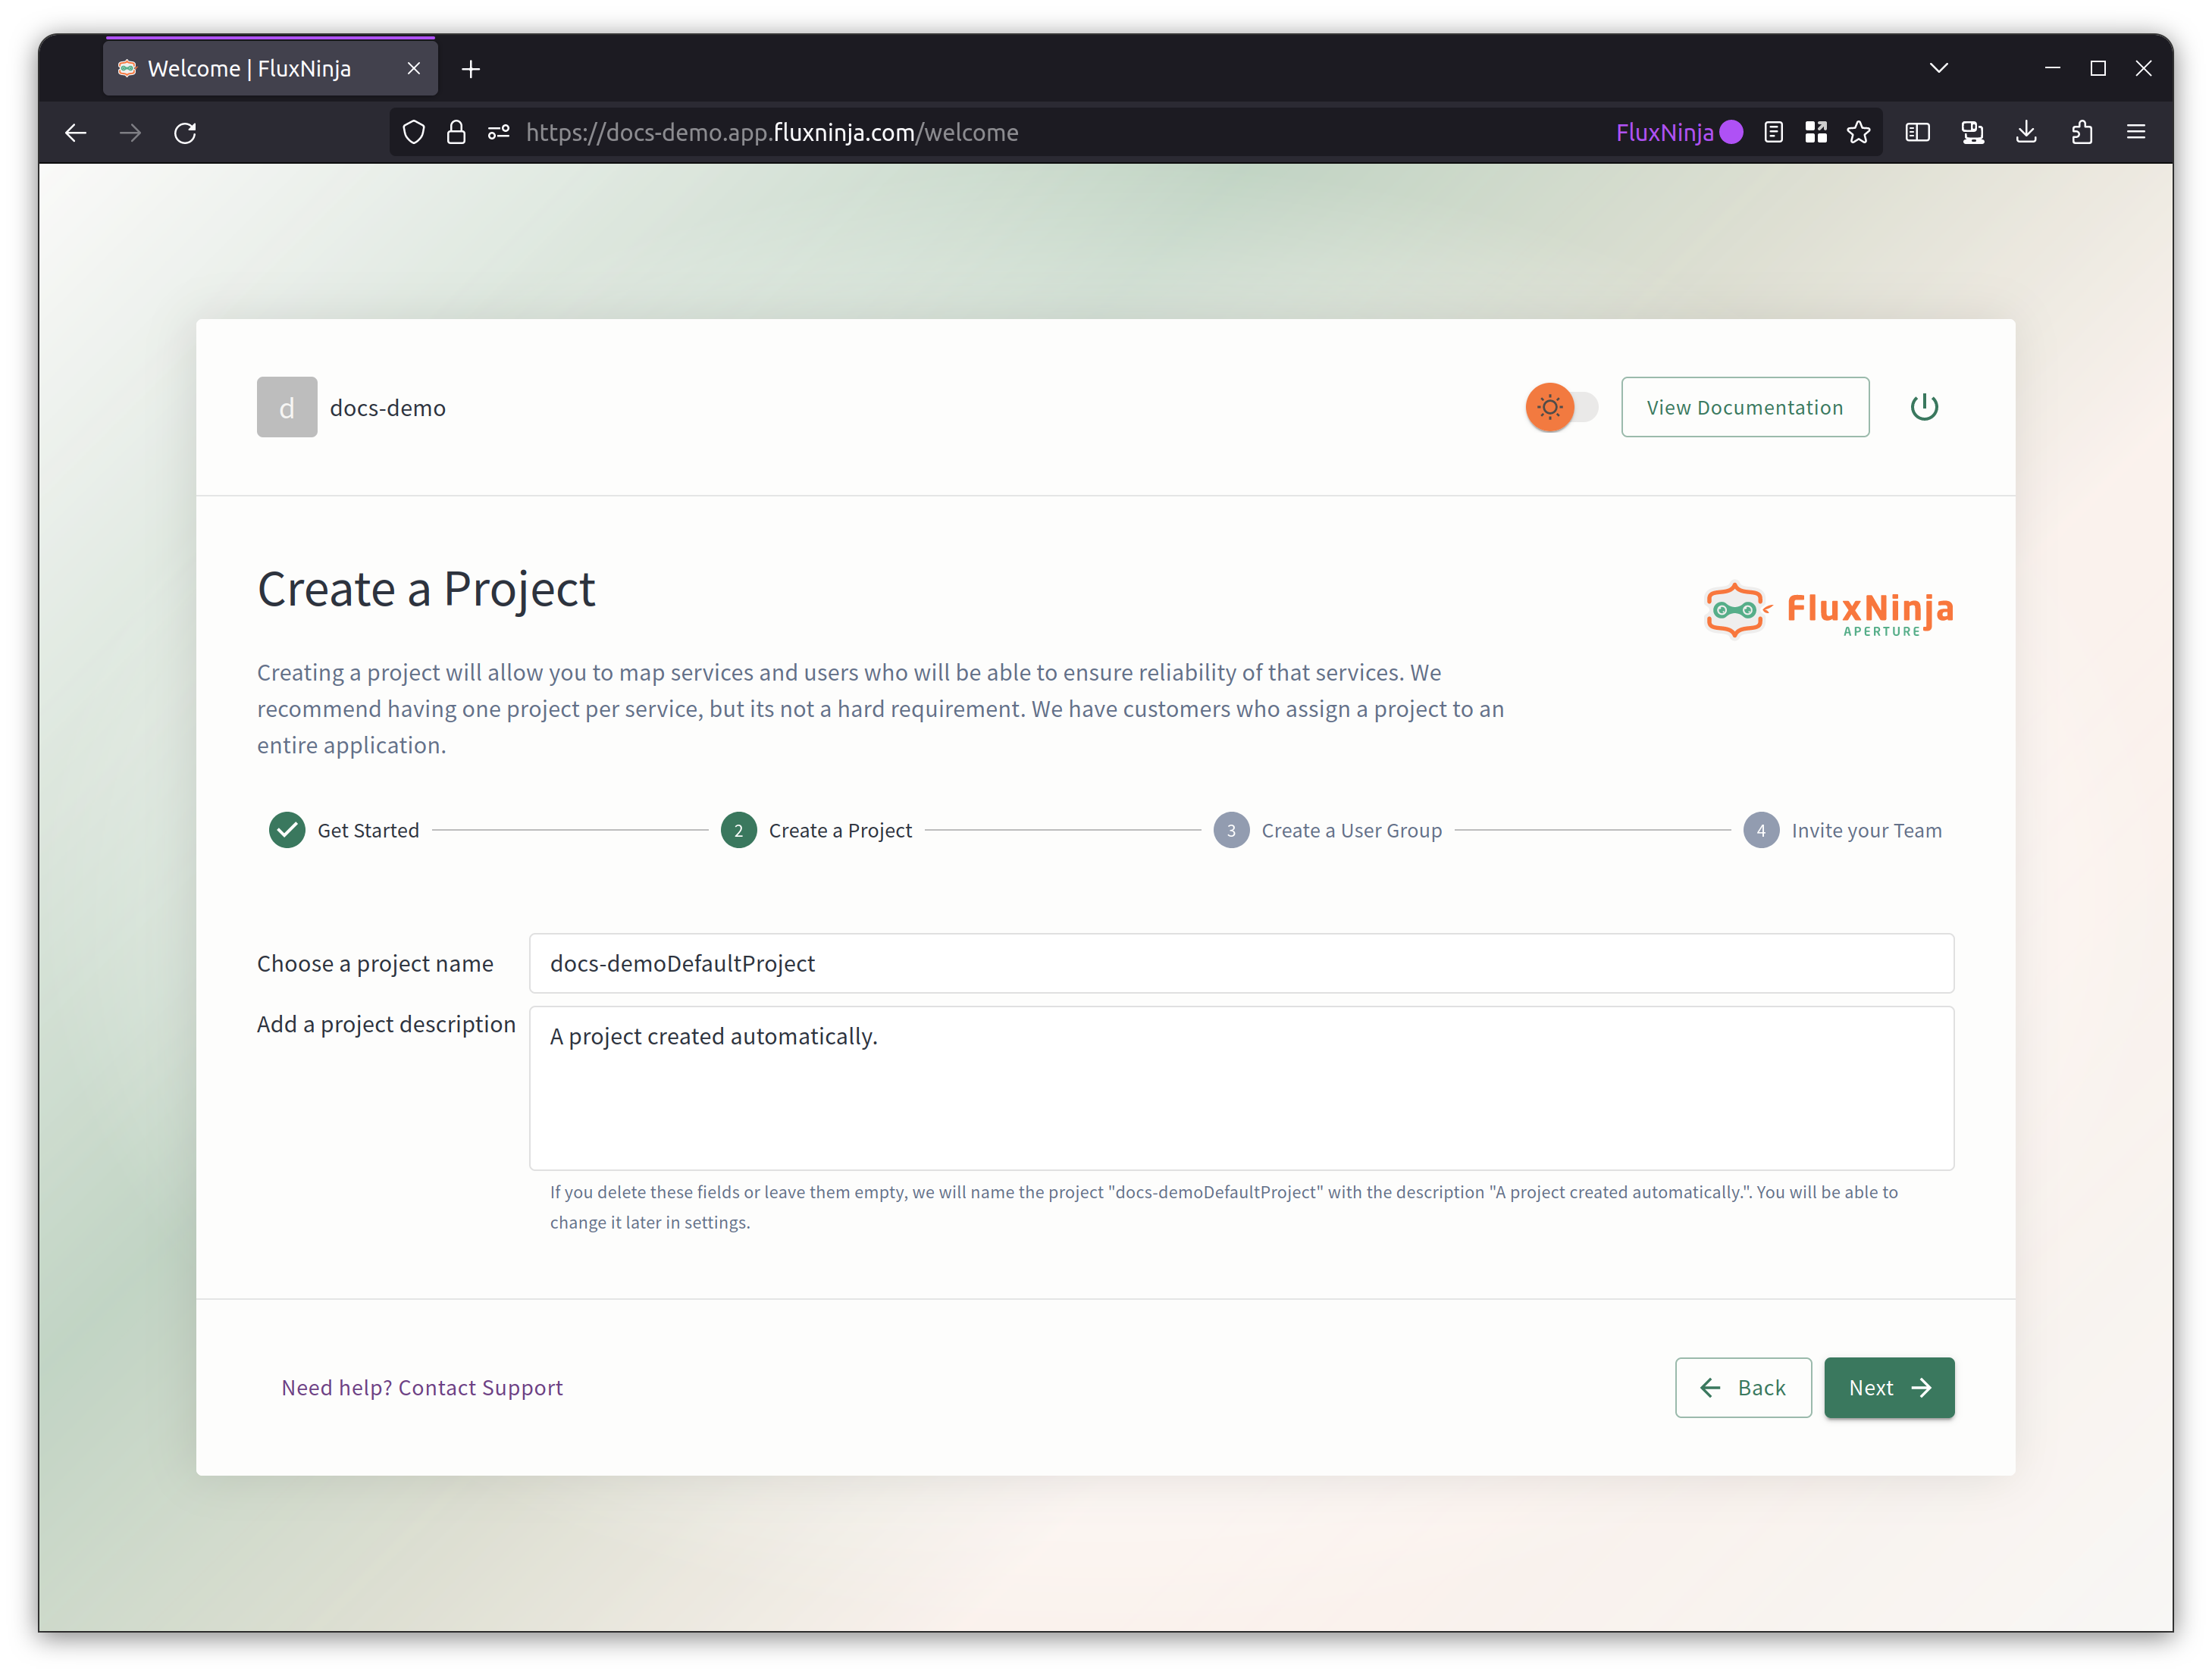 Welcome | FluxNinja
https://docs-demo.app.fluxninja.com/welcome
FluxNinja
d
docs-demo
View Documentation
Create a Project
FluxNinja
APERTURE
Creating a project will allow you to map services and users who will be able to ensure reliability of that services. We
recommend having one project per service, but its not a hard requirement. We have customers who assign a project to an
entire application.
Get Started
2 Create a Project
3 Create a User Group
4 Invite your Team
Choose a project name
docs-demoDefaultProject
Add a project description
A project created automatically.
If you delete these fields or leave them empty, we will name the project "docs-demoDefaultProject" with the description "A project created automatically.". You will be able to
change it later in settings.
Need help? Contact Support
Back
Next